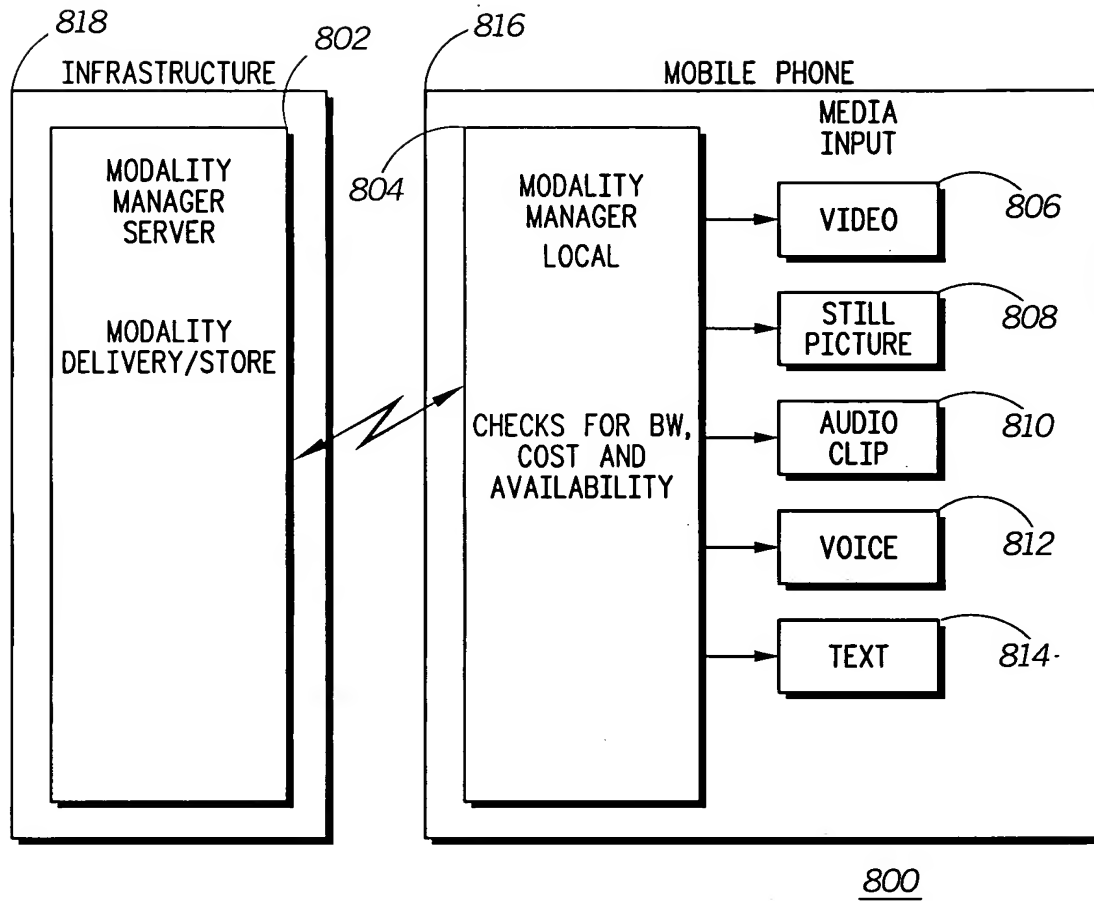 818
802
816
INFRASTRUCTURE
MOBILE PHONE
MODALITY
MANAGER
SERVER
MODALITY
DELIVERY/STORE
804
MODALITY
MANAGER
LOCAL
CHECKS FOR BW,
COST AND
AVAILABILITY
MEDIA
INPUT
VIDEO
806
STILL
PICTURE
808
AUDIO
CLIP
810
VOICE
812
TEXT
814
800